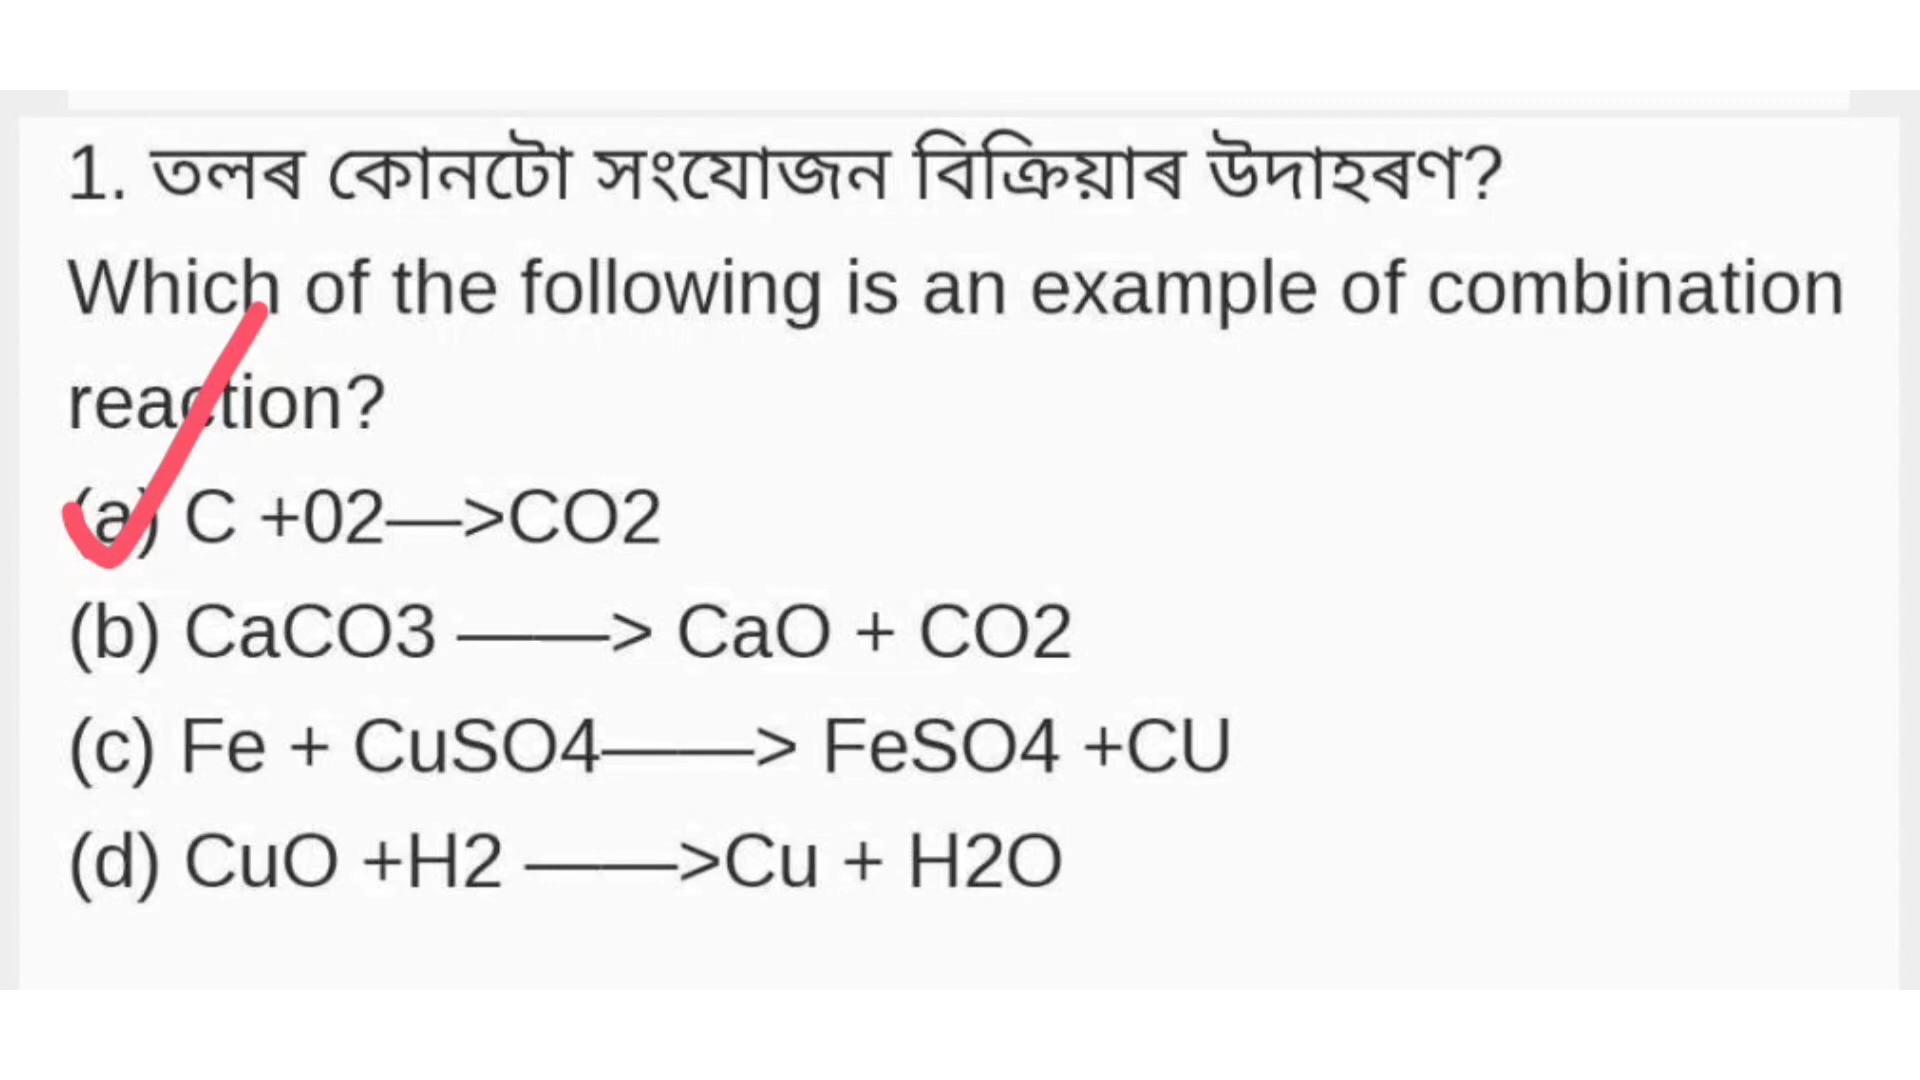 1. তলৰ কোনটো সংযোজন বিক্ৰিয়াৰ উদাহৰণ?
Which of the following is an example of combination
reaction?
(a) C +02—>CO2
(b) CaCO3 ——> CaO + CO2
(c) Fe + CuSO4——> FeSO4 +CU
(d) CuO +H2 ——>Cu + H2O